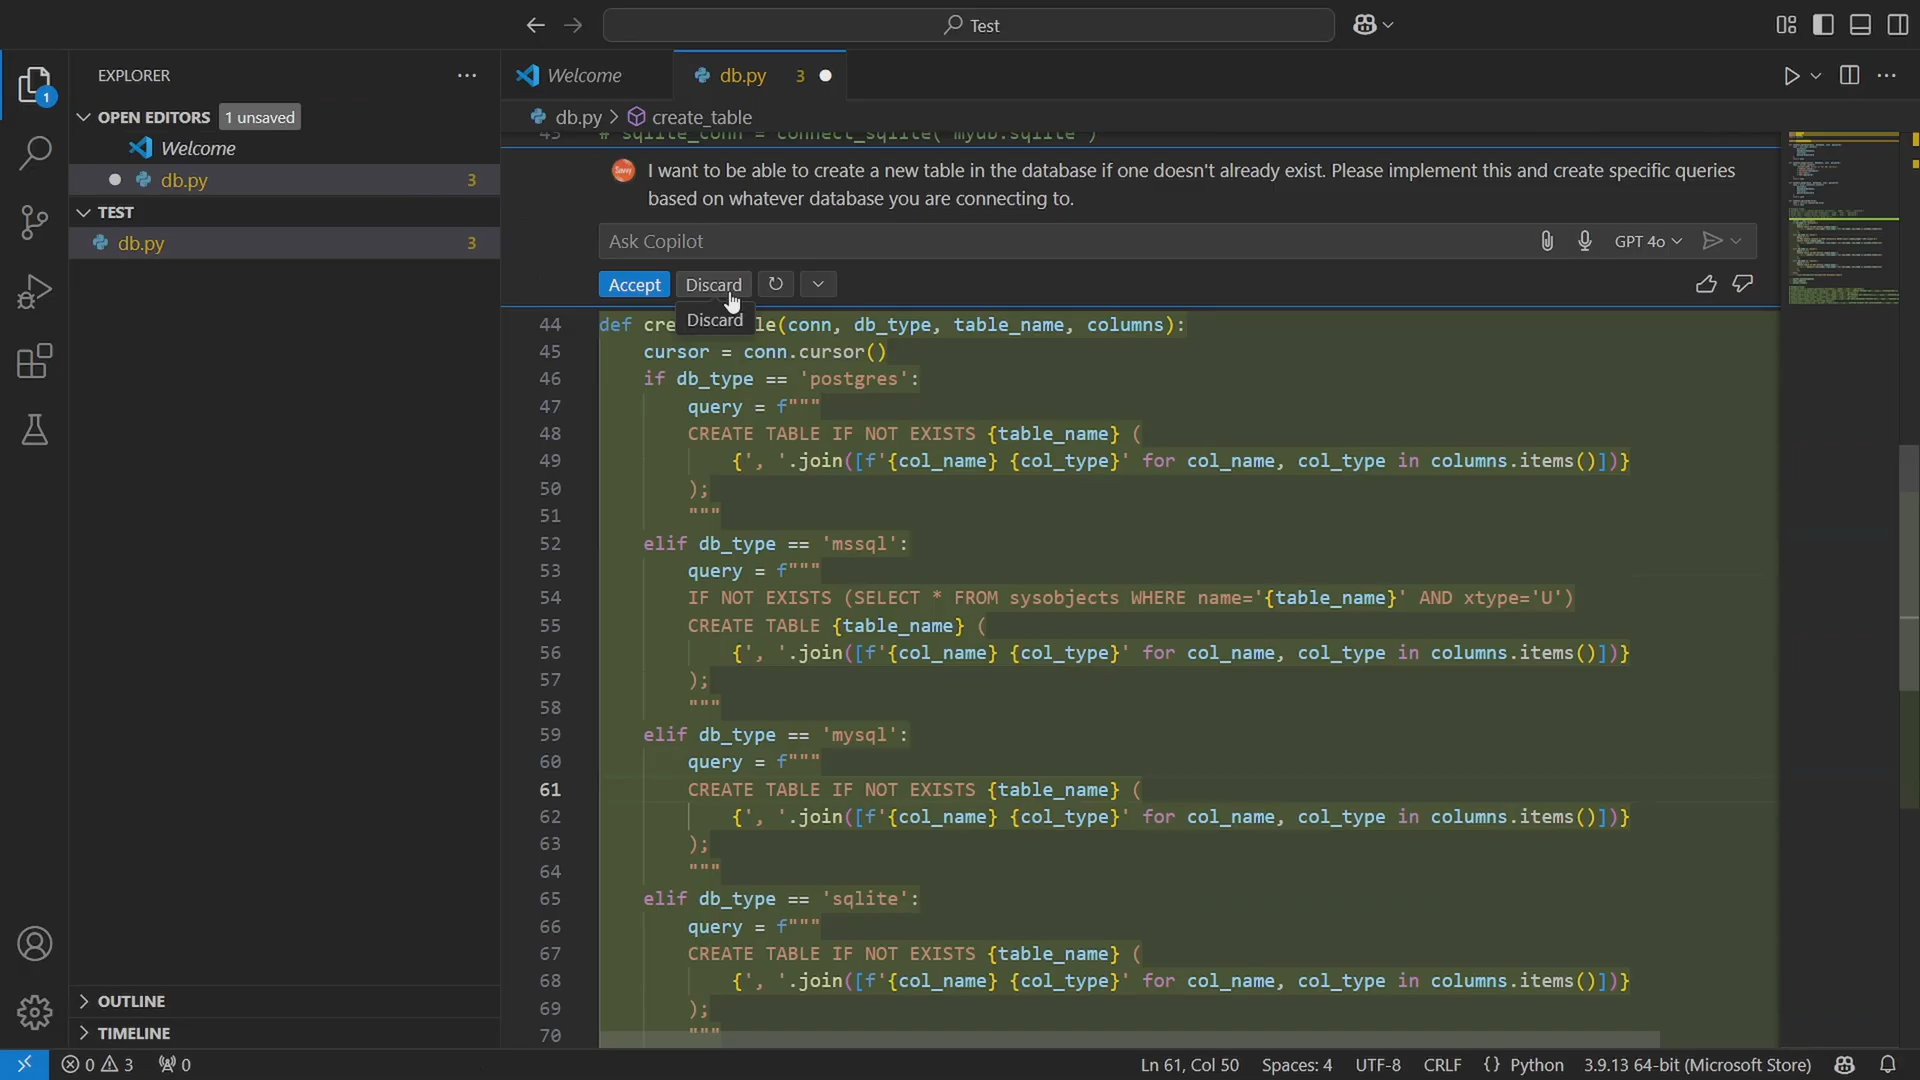 Test
EXPLORER
OPEN EDITORS 1 unsaved
Welcome
db.py 3
TEST
db.py 3
OUTLINE
TIMELINE
1
Welcome
db.py 3
db.py > create_table
43 # sqlite_conn = connect_sqlite('mydb.sqlite')
Savvy
I want to be able to create a new table in the database if one doesn't already exist. Please implement this and create specific queries
based on whatever database you are connecting to.
Ask Copilot
GPT 4o
Accept Discard
Discard
44 def cre le(conn, db_type, table_name, columns):
45 cursor = conn.cursor()
46 if db_type == 'postgres':
47 query = f"""
48 CREATE TABLE IF NOT EXISTS {table_name} (
49 {', '.join([f'{col_name} {col_type}' for col_name, col_type in columns.items()])}
50 );
51 """
52 elif db_type == 'mssql':
53 query = f"""
54 IF NOT EXISTS (SELECT * FROM sysobjects WHERE name='{table_name}' AND xtype='U')
55 CREATE TABLE {table_name} (
56 {', '.join([f'{col_name} {col_type}' for col_name, col_type in columns.items()])}
57 );
58 """
59 elif db_type == 'mysql':
60 query = f"""
61 CREATE TABLE IF NOT EXISTS {table_name} (
62 {', '.join([f'{col_name} {col_type}' for col_name, col_type in columns.items()])}
63 );
64 """
65 elif db_type == 'sqlite':
66 query = f"""
67 CREATE TABLE IF NOT EXISTS {table_name} (
68 {', '.join([f'{col_name} {col_type}' for col_name, col_type in columns.items()])}
69 );
70 """
0 3 0
Ln 61, Col 50 Spaces: 4 UTF-8 CRLF {} Python 3.9.13 64-bit (Microsoft Store)